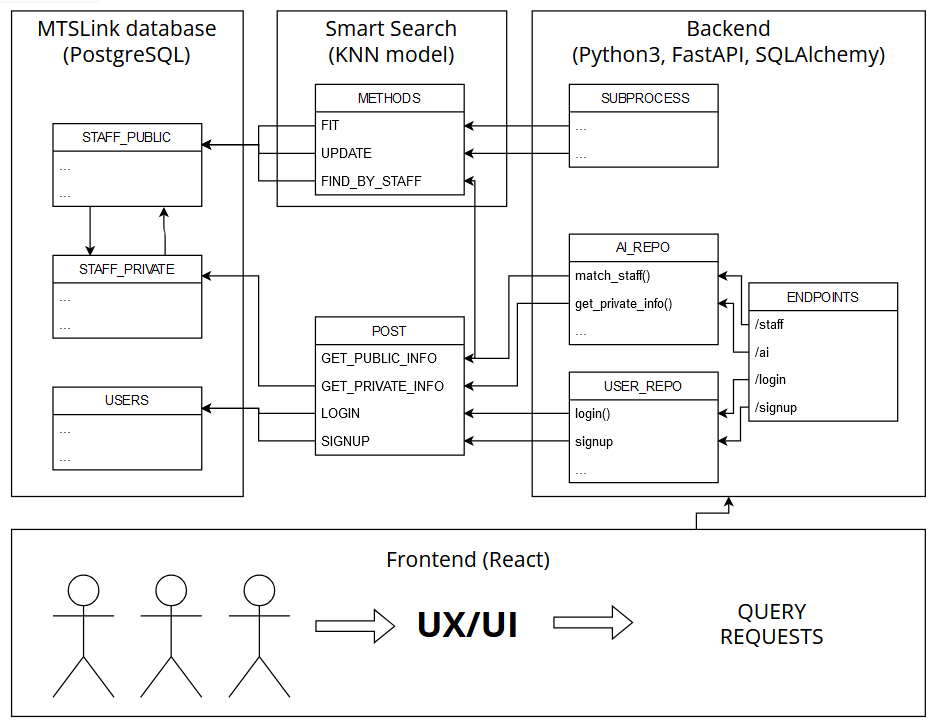 MTSLink database
(PostgreSQL)
STAFF_PUBLIC
...
...
STAFF_PRIVATE
...
...
USERS
...
...
Smart Search
(KNN model)
METHODS
FIT
UPDATE
FIND_BY_STAFF
POST
GET_PUBLIC_INFO
GET_PRIVATE_INFO
LOGIN
SIGNUP
Backend
(Python3, FastAPI, SQLAlchemy)
SUBPROCESS
...
...
AI_REPO
match_staff()
get_private_info()
...
USER_REPO
login()
signup
...
ENDPOINTS
/staff
/ai
/login
/signup
Frontend (React)
UX/UI
QUERY
REQUESTS